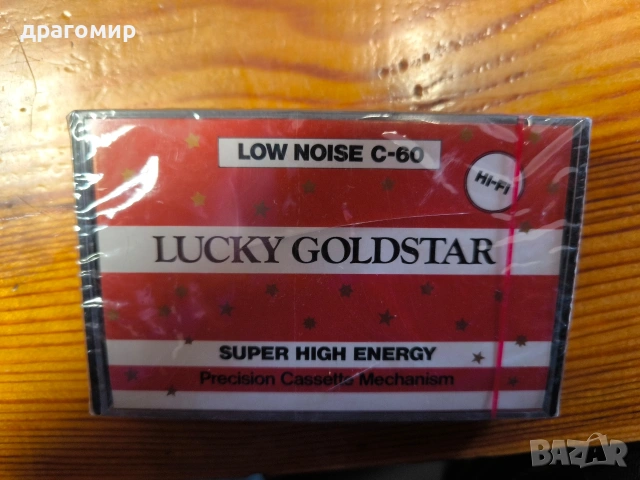 драгомир
LOW NOISE C-60
HI-FI
LUCKY GOLDSTAR
SUPER HIGH ENERGY
Precision Cassette Mechanism
BAZAR